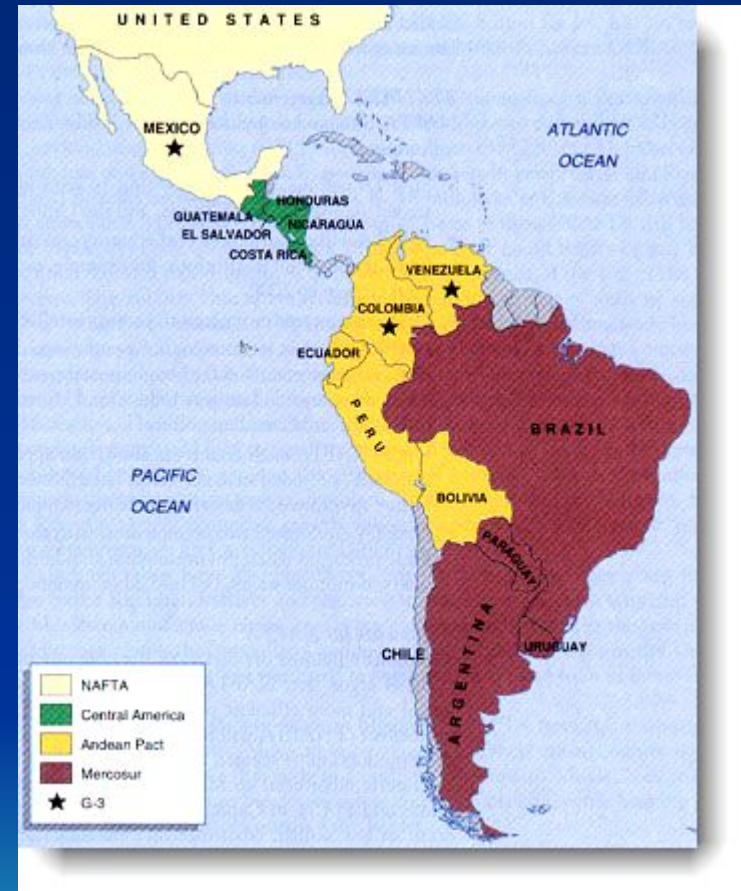 UNITED STATES
MEXICO
ATLANTIC
OCEAN
HONDURAS
GUATEMALA
NICARAGUA
EL SALVADOR
COSTA RICA
VENEZUELA
COLOMBIA
ECUADOR
PERU
BRAZIL
PACIFIC
OCEAN
BOLIVIA
PARAGUAY
CHILE
URUGUAY
ARGENTINA
NAFTA
Central America
Andean Pact
Mercosur
G-3